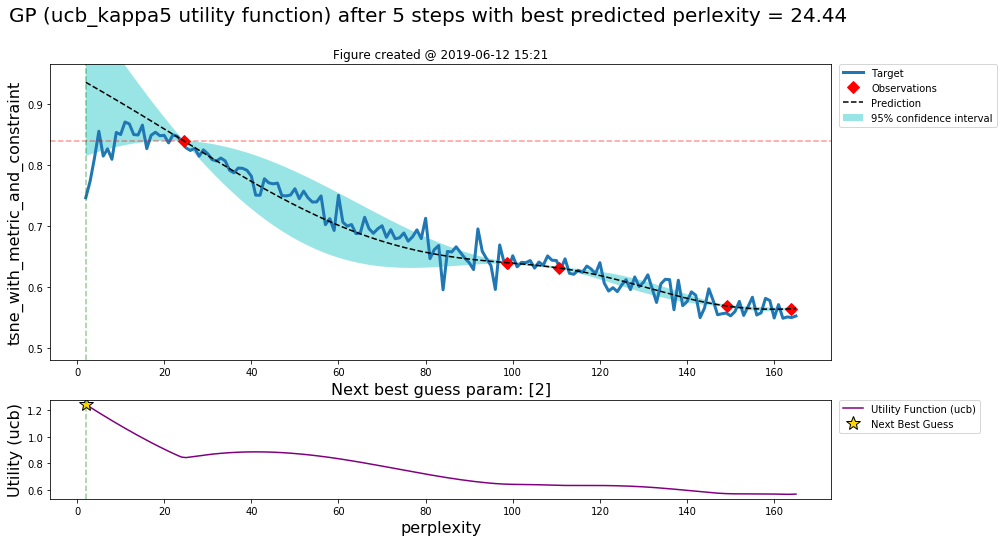 GP (ucb_kappa5 utility function) after 5 steps with best predicted perlexity = 24.44
Figure created @ 2019-06-12 15:21
tsne_with_metric_and_constraint
0.9
0.8
0.7
0.6
0.5
0 20 40 60 80 100 120 140 160
Target
Observations
Prediction
95% confidence interval
Next best guess param: [2]
Utility (ucb)
1.2
1.0
0.8
0.6
0 20 40 60 80 100 120 140 160
perplexity
Utility Function (ucb)
Next Best Guess